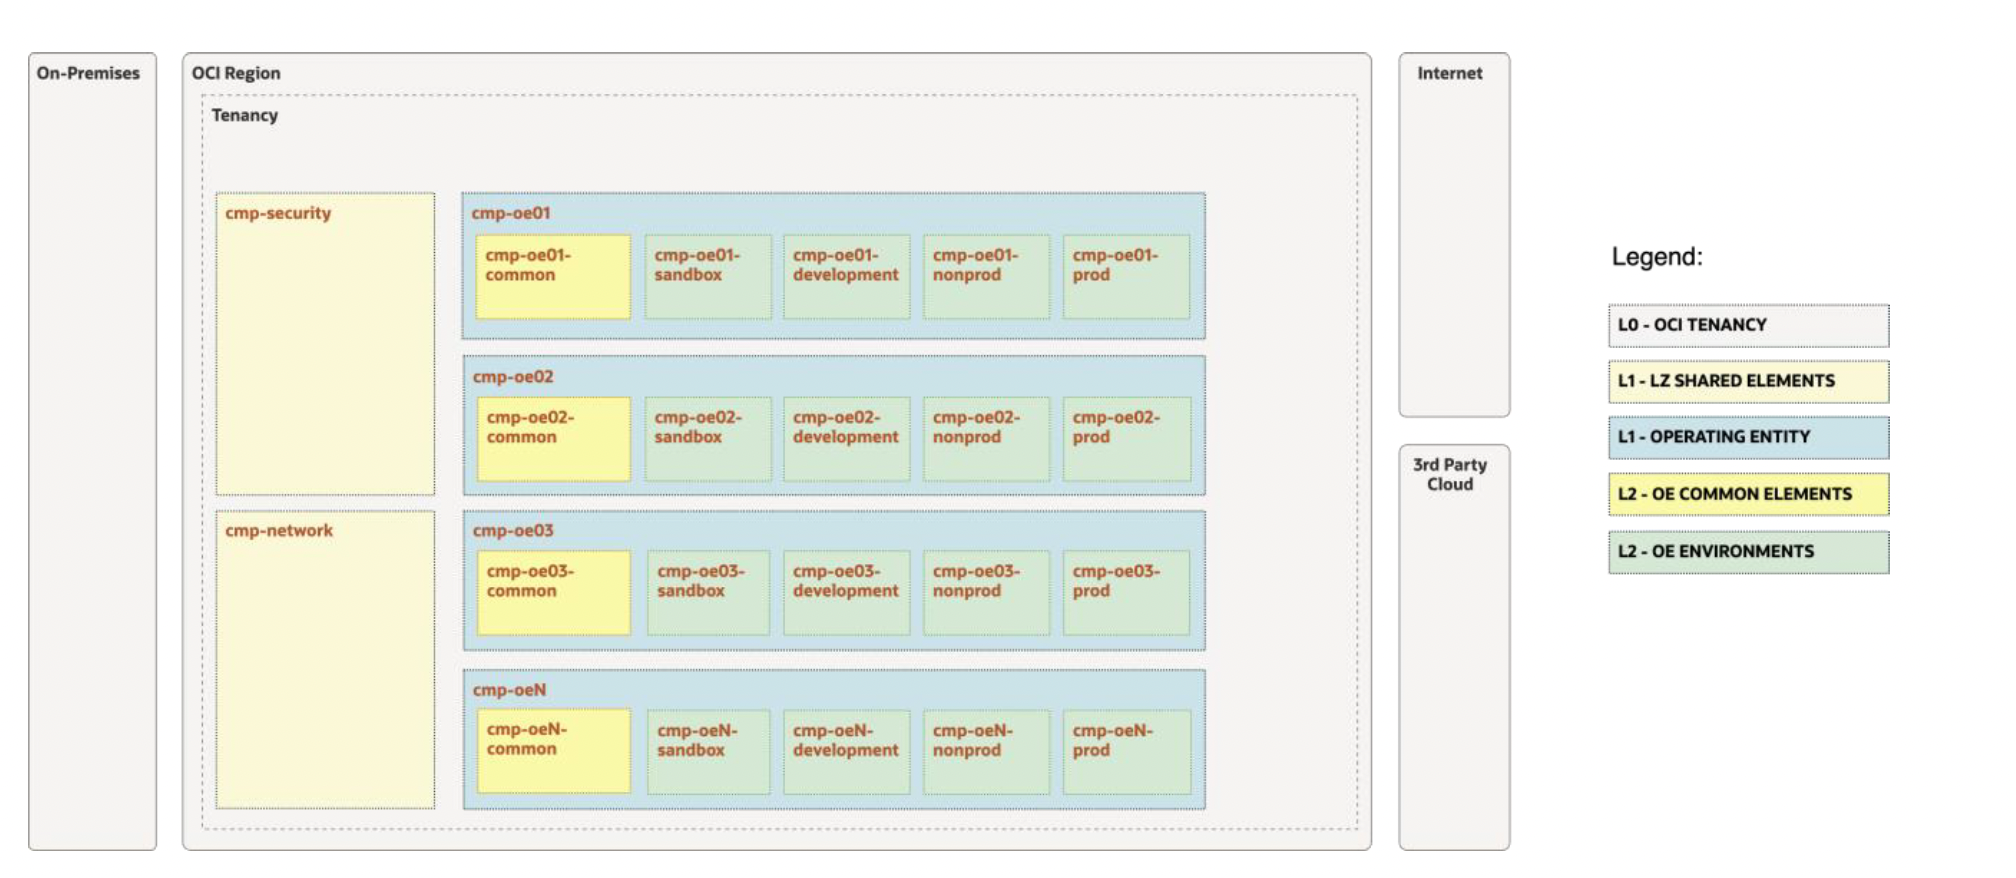 On-Premises
OCI Region
Tenancy
cmp-security
cmp-network
cmp-oe01
cmp-oe01-
common
cmp-oe01-
sandbox
cmp-oe01-
development
cmp-oe01-
nonprod
cmp-oe01-
prod
cmp-oe02
cmp-oe02-
common
cmp-oe02-
sandbox
cmp-oe02-
development
cmp-oe02-
nonprod
cmp-oe02-
prod
cmp-oe03
cmp-oe03-
common
cmp-oe03-
sandbox
cmp-oe03-
development
cmp-oe03-
nonprod
cmp-oe03-
prod
cmp-oeN
cmp-oeN-
common
cmp-oeN-
sandbox
cmp-oeN-
development
cmp-oeN-
nonprod
cmp-oeN-
prod
Internet
3rd Party
Cloud
Legend:
L0 - OCI TENANCY
L1 - LZ SHARED ELEMENTS
L1 - OPERATING ENTITY
L2 - OE COMMON ELEMENTS
L2 - OE ENVIRONMENTS